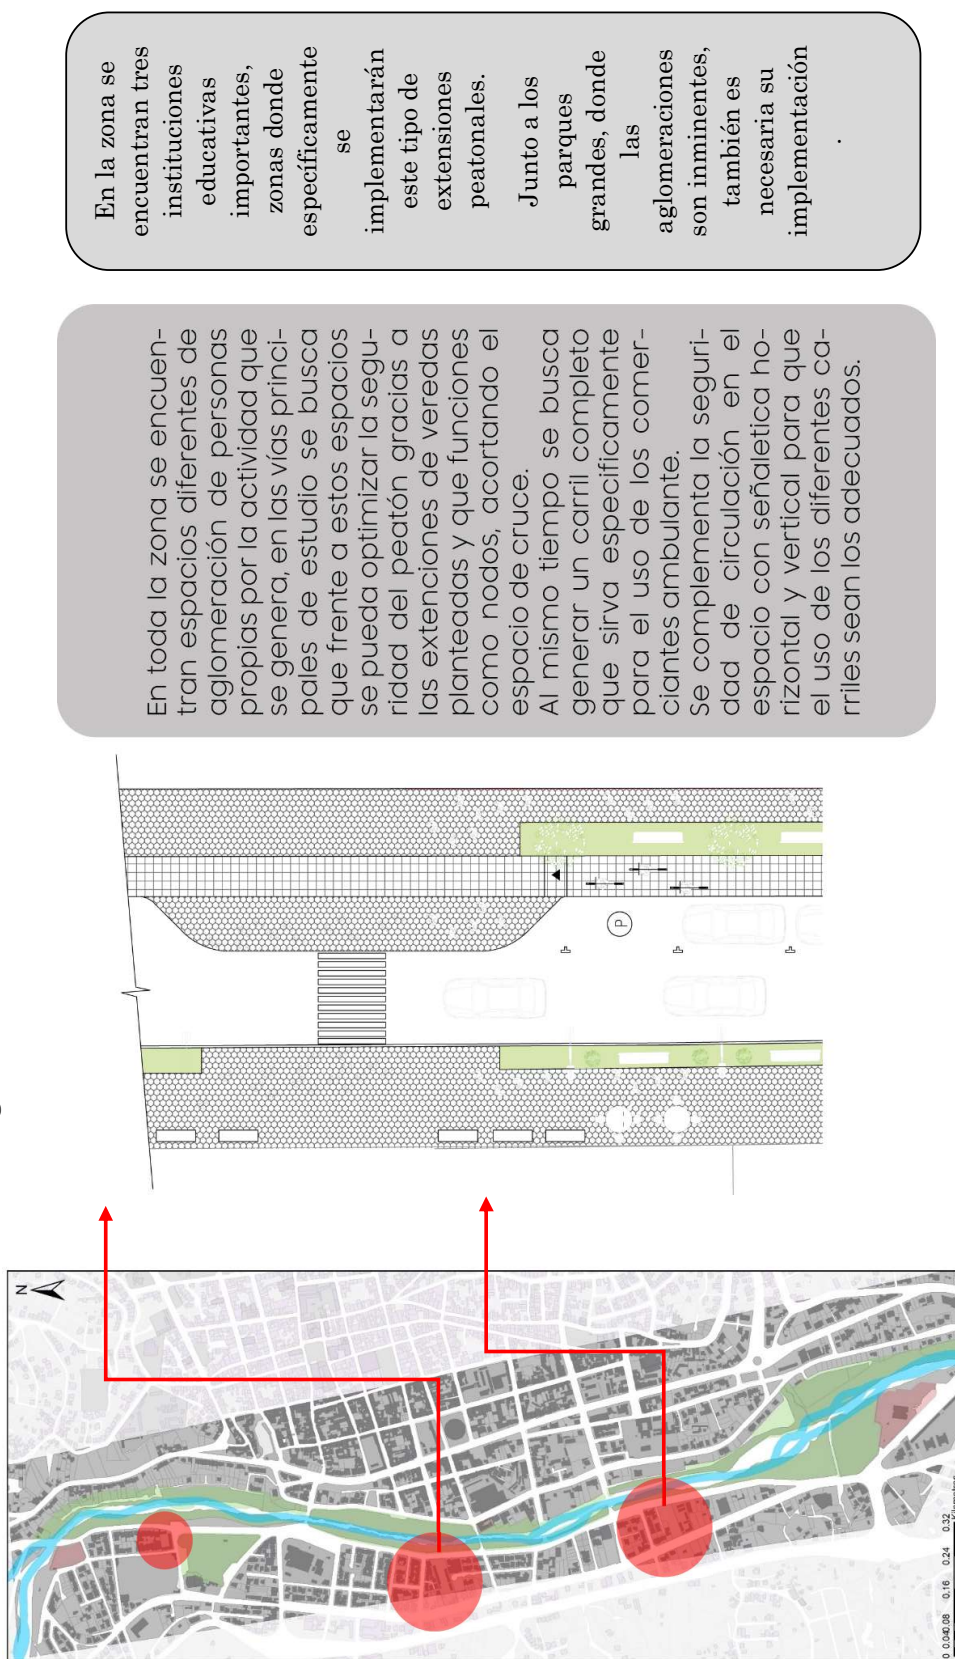 En la zona se
encuentran tres
instituciones
educativas
importantes,
zonas donde
específicamente
se
implementarán
este tipo de
extensiones
peatonales.
Junto a los
parques
grandes, donde
las
aglomeraciones
son inminentes,
también es
necesaria su
implementación
.
En toda la zona se encuen-
tran espacios diferentes de
aglomeración de personas
propias por la actividad que
se genera, en las vías princi-
pales de estudio se busca
que frente a estos espacios
se pueda optimizar la segu-
ridad del peatón gracias a
las extenciones de veredas
planteadas y que funciones
como nodos, acortando el
espacio de cruce.
Al mismo tiempo se busca
generar un carril completo
que sirva especificamente
para el uso de los comer-
ciantes ambulante.
Se complementa la seguri-
dad de circulación en el
espacio con señaletica ho-
rizontal y vertical para que
el uso de los diferentes ca-
rriles sean los adecuados.
P
N
0 0.040.08 0.16 0.24 0.32